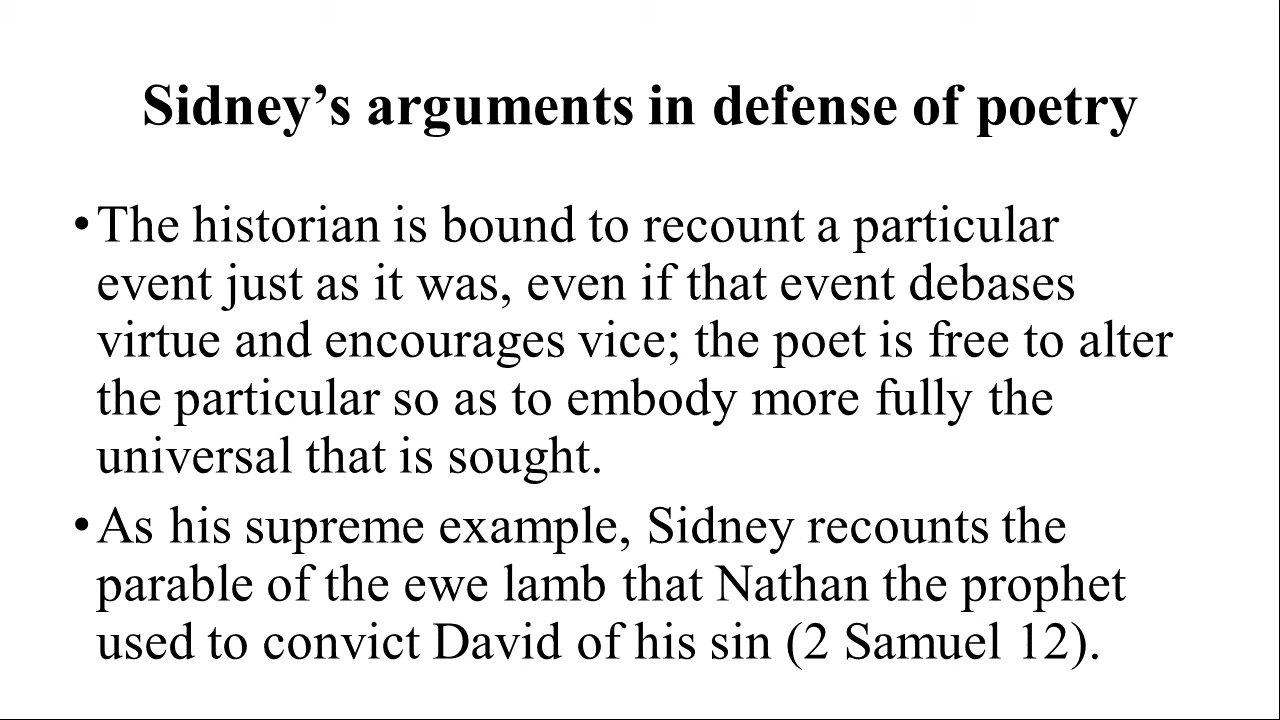 Sidney’s arguments in defense of poetry
•The historian is bound to recount a particular
event just as it was, even if that event debases
virtue and encourages vice; the poet is free to alter
the particular so as to embody more fully the
universal that is sought.
•As his supreme example, Sidney recounts the
parable of the ewe lamb that Nathan the prophet
used to convict David of his sin (2 Samuel 12).